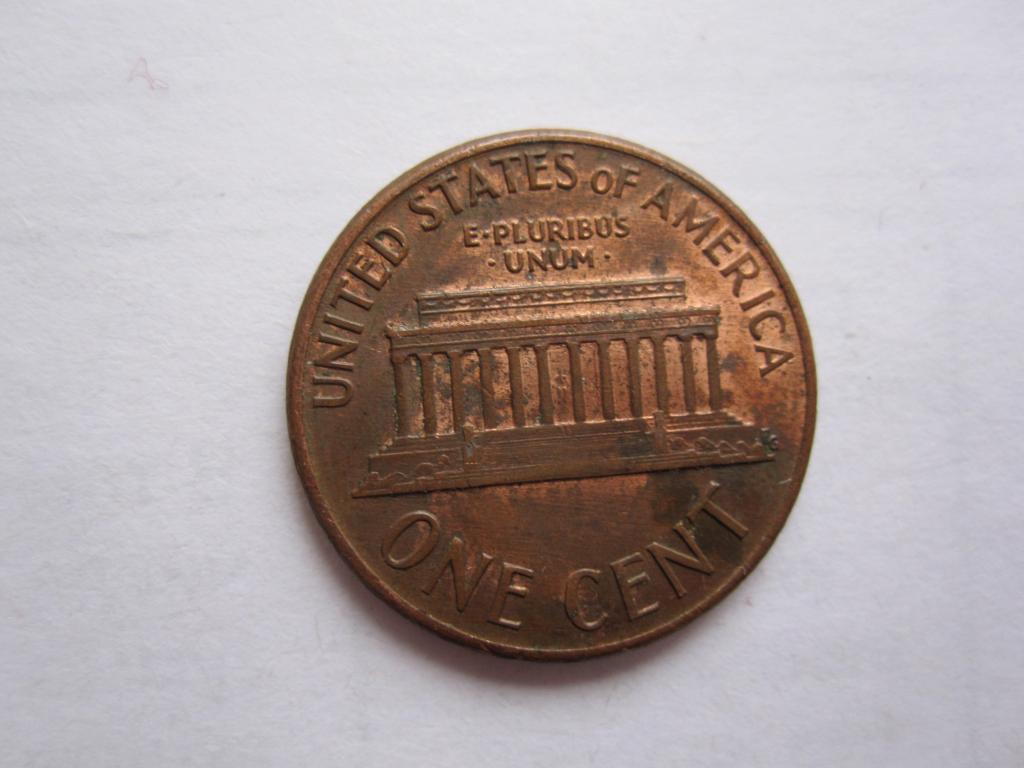 UNITED STATES OF AMERICA
E·PLURIBUS
·UNUM·
ONE CENT